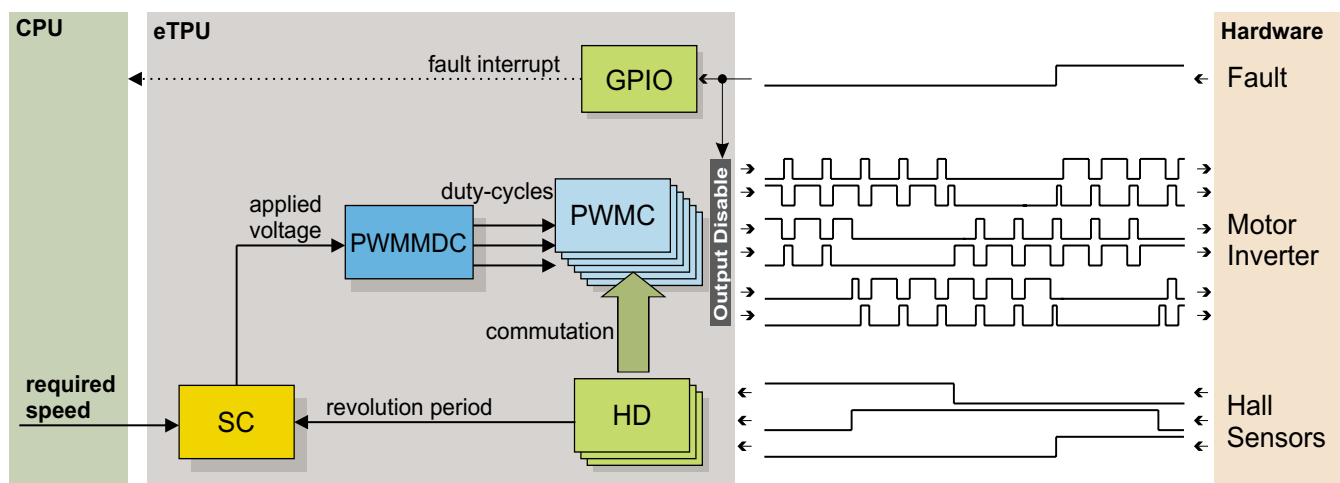 CPU
eTPU
Hardware
fault interrupt
GPIO
Fault
duty-cycles
applied
voltage
PWMMDC
PWMC
Output Disable
Motor
Inverter
commutation
required
speed
SC
revolution period
HD
Hall
Sensors